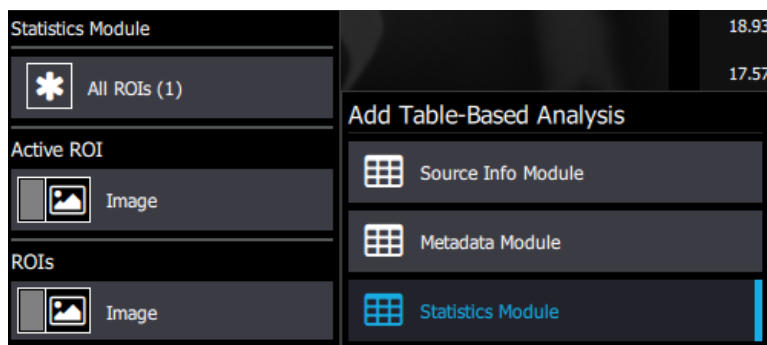 Statistics Module
All ROIs (1)
Active ROI
Image
ROIs
Image
18.93
17.57
Add Table-Based Analysis
Source Info Module
Metadata Module
Statistics Module